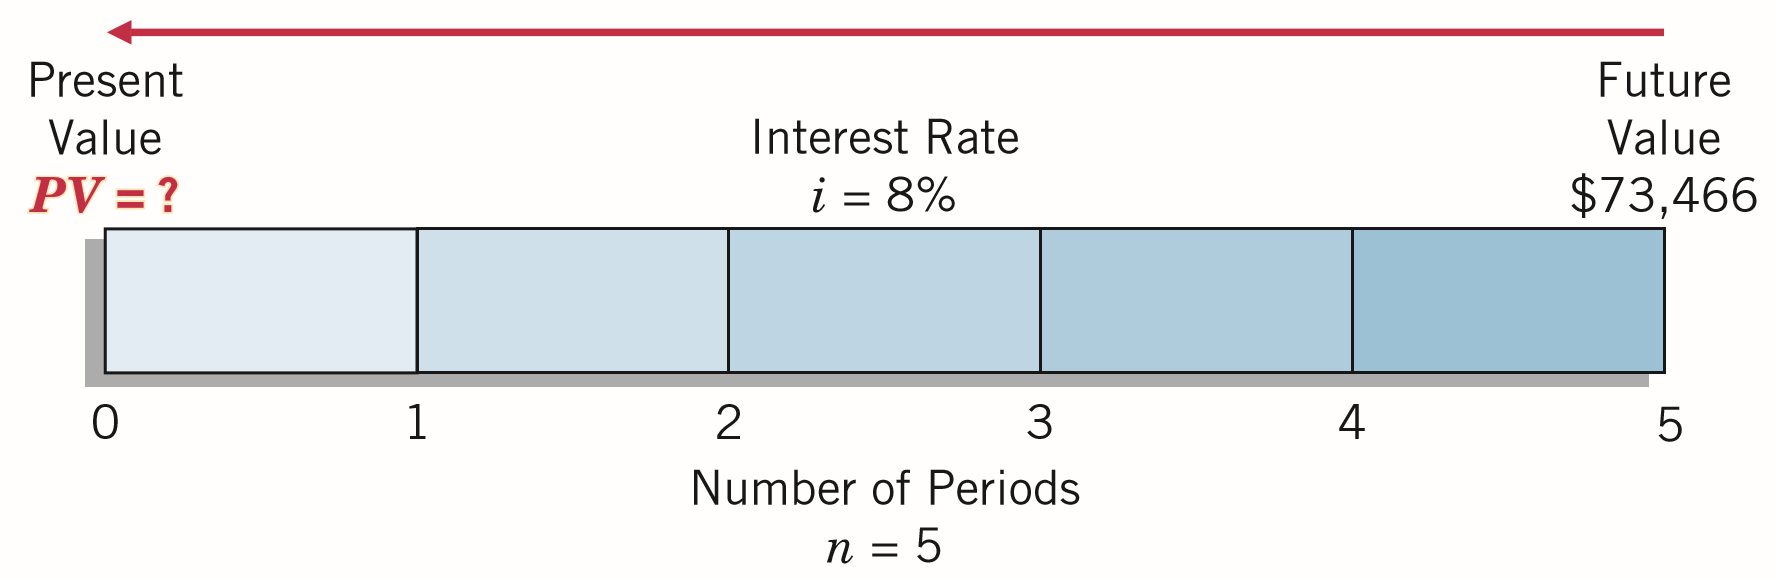 Present
Value
PV = ?
Interest Rate
i = 8%
Future
Value
$73,466
0 1 2 3 4 5
Number of Periods
n = 5